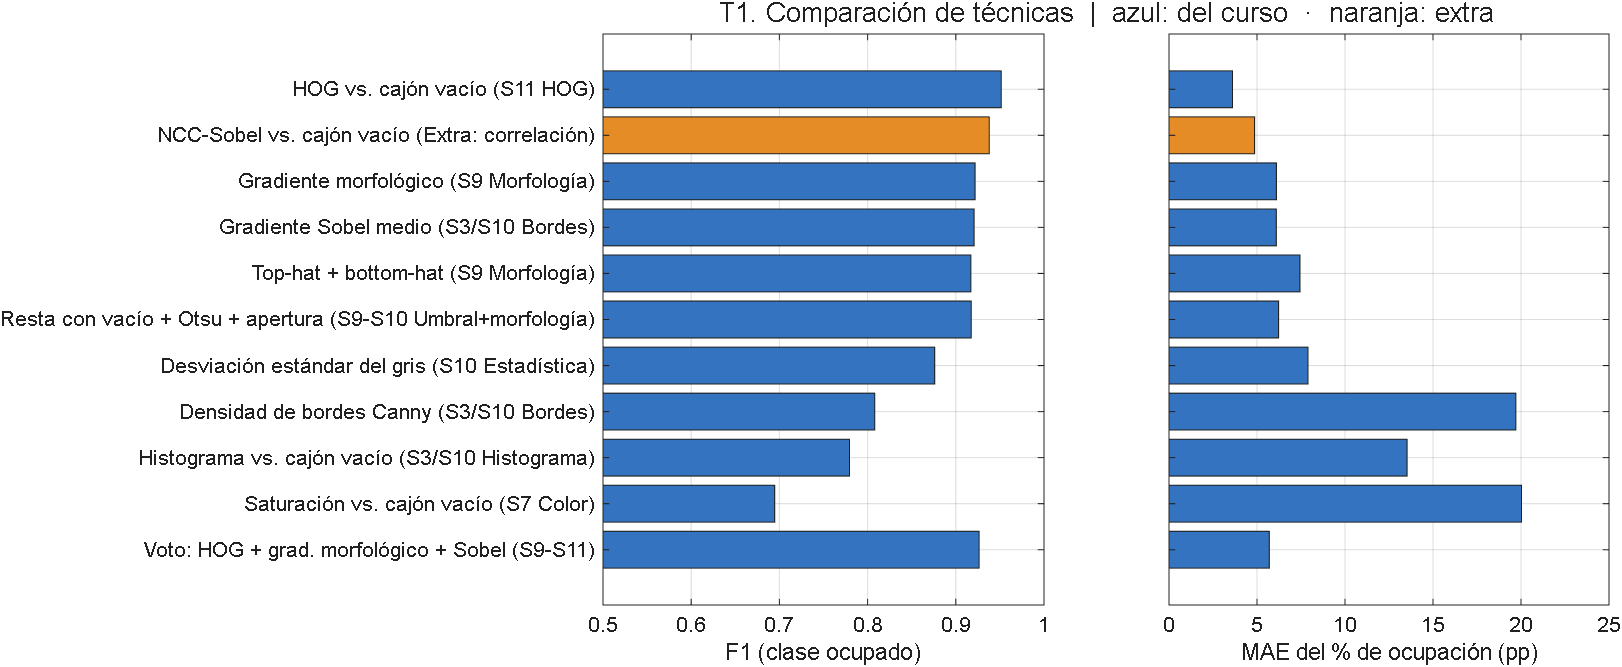 T1. Comparación de técnicas | azul: del curso · naranja: extra
HOG vs. cajón vacío (S11 HOG)
NCC-Sobel vs. cajón vacío (Extra: correlación)
Gradiente morfológico (S9 Morfología)
Gradiente Sobel medio (S3/S10 Bordes)
Top-hat + bottom-hat (S9 Morfología)
Resta con vacío + Otsu + apertura (S9-S10 Umbral+morfología)
Desviación estándar del gris (S10 Estadística)
Densidad de bordes Canny (S3/S10 Bordes)
Histograma vs. cajón vacío (S3/S10 Histograma)
Saturación vs. cajón vacío (S7 Color)
Voto: HOG + grad. morfológico + Sobel (S9-S11)
0.5 0.6 0.7 0.8 0.9 1
F1 (clase ocupado)
0 5 10 15 20 25
MAE del % de ocupación (pp)